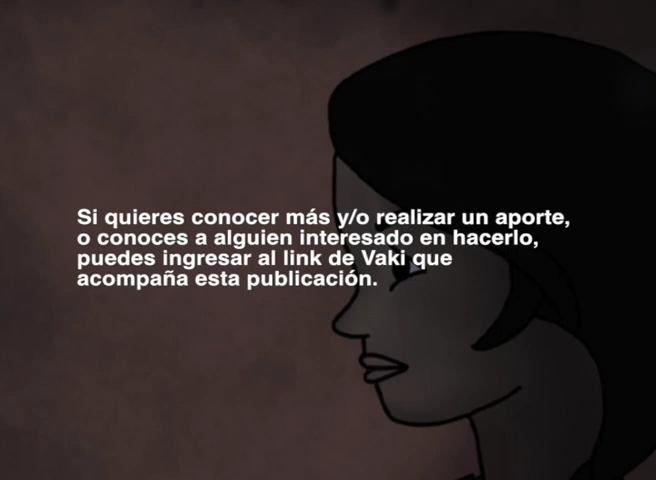 Si quieres conocer más y/o realizar un aporte,
o conoces a alguien interesado en hacerlo,
puedes ingresar al link de Vaki que
acompaña esta publicación.